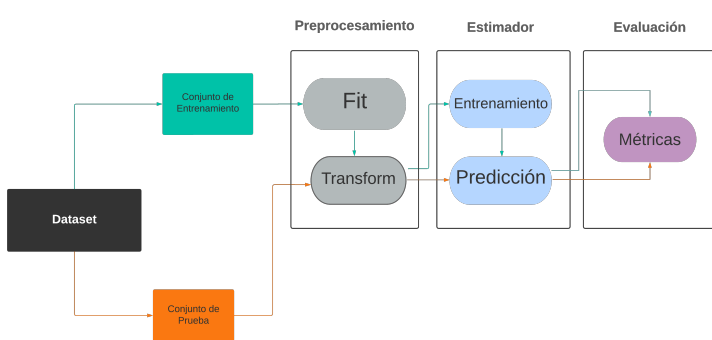 Preprocesamiento
Estimador
Evaluación
Conjunto de
Entrenamiento
Fit
Entrenamiento
Métricas
Transform
Predicción
Dataset
Conjunto de
Prueba